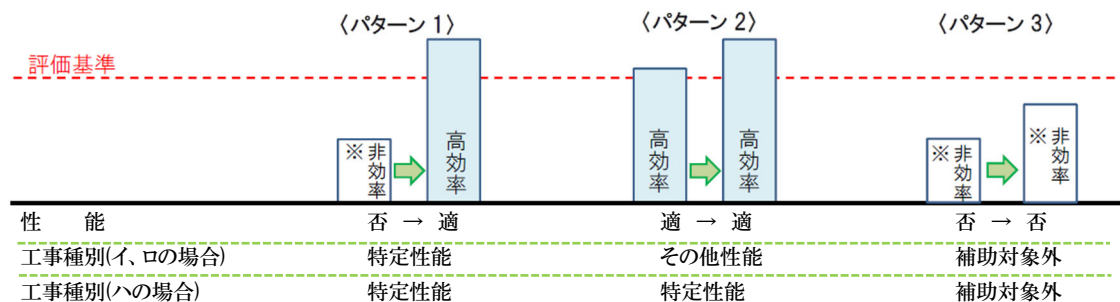 〈パターン 1〉
〈パターン 2〉
〈パターン 3〉
評価基準
※非効率
高効率
高効率
高効率
※非効率
※非効率
性　　能
否 → 適
適 → 適
否 → 否
工事種別(イ、ロの場合)
特定性能
その他性能
補助対象外
工事種別(ハの場合)
特定性能
特定性能
補助対象外